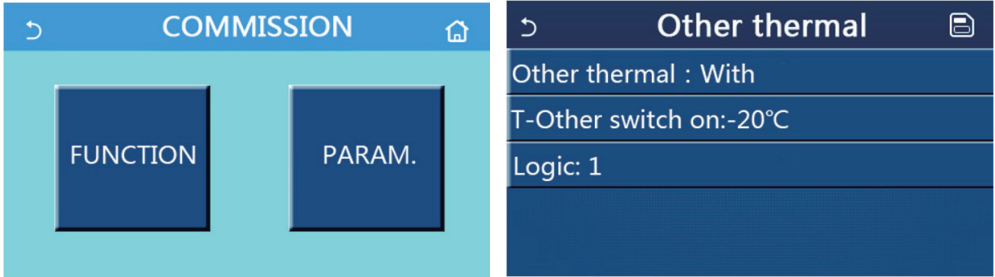 COMMISSION
FUNCTION
PARAM.
Other thermal
Other thermal : With
T-Other switch on:-20℃
Logic: 1